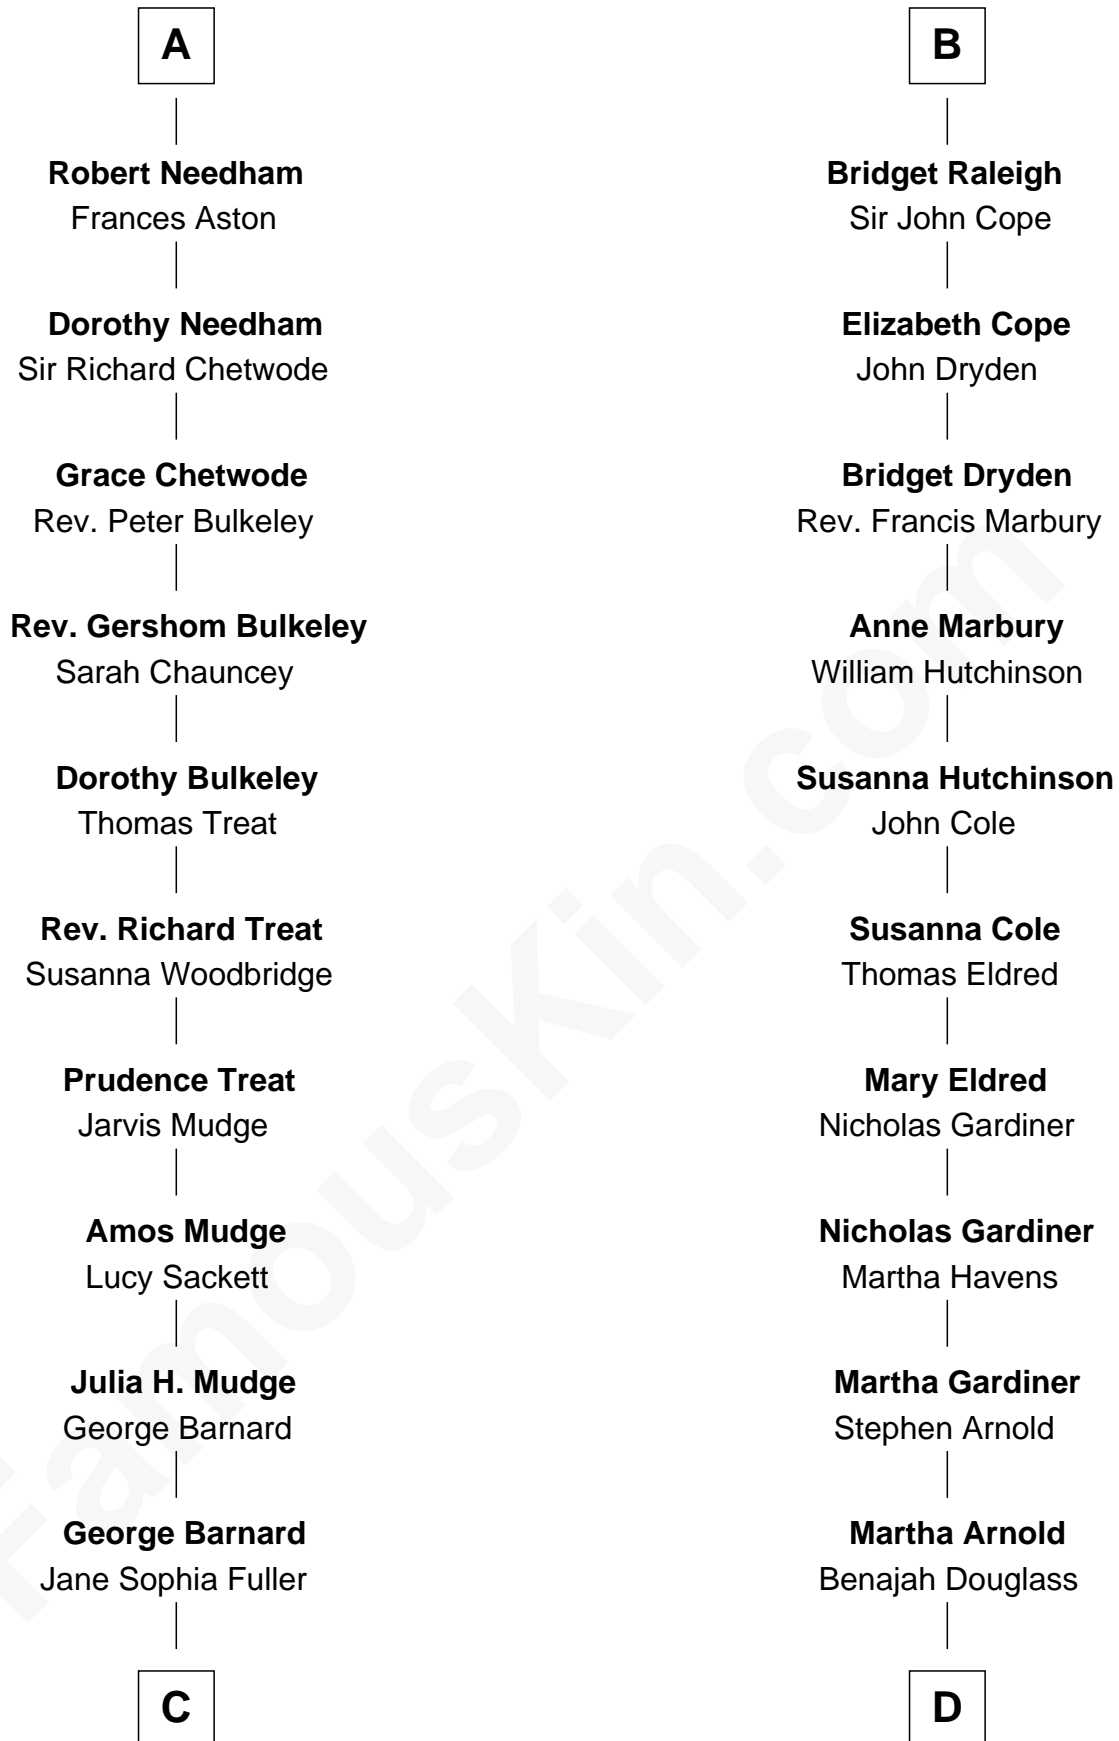 A
Robert Needham
Frances Aston
Dorothy Needham
Sir Richard Chetwode
Grace Chetwode
Rev. Peter Bulkeley
Rev. Gershom Bulkeley
Sarah Chauncey
Dorothy Bulkeley
Thomas Treat
Rev. Richard Treat
Susanna Woodbridge
Prudence Treat
Jarvis Mudge
Amos Mudge
Lucy Sackett
Julia H. Mudge
George Barnard
George Barnard
Jane Sophia Fuller
C
B
Bridget Raleigh
Sir John Cope
Elizabeth Cope
John Dryden
Bridget Dryden
Rev. Francis Marbury
Anne Marbury
William Hutchinson
Susanna Hutchinson
John Cole
Susanna Cole
Thomas Eldred
Mary Eldred
Nicholas Gardiner
Nicholas Gardiner
Martha Havens
Martha Gardiner
Stephen Arnold
Martha Arnold
Benajah Douglass
D
FamousKin.com